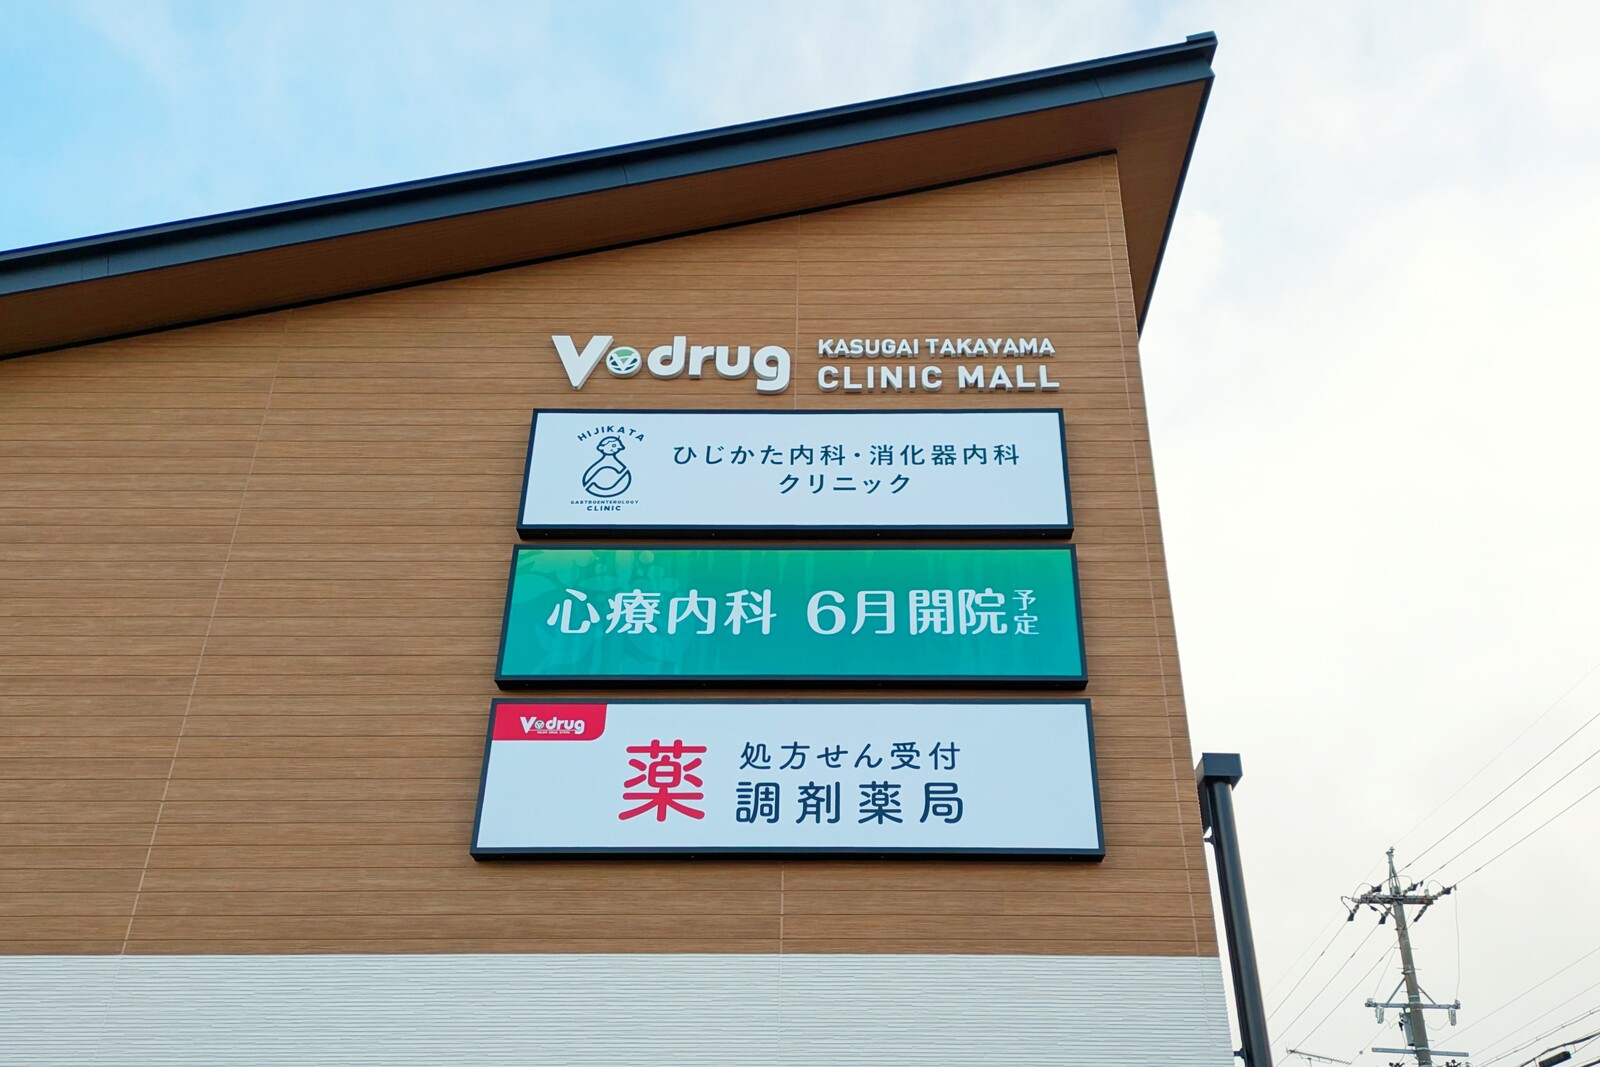 V drug
KASUGAI TAKAYAMA
CLINIC MALL
HIJIKATA
GASTROENTEROLOGY
CLINIC
ひじかた内科・消化器内科
クリニック
心療内科 6月開院予定
V drug
薬
処方せん受付
調剤薬局